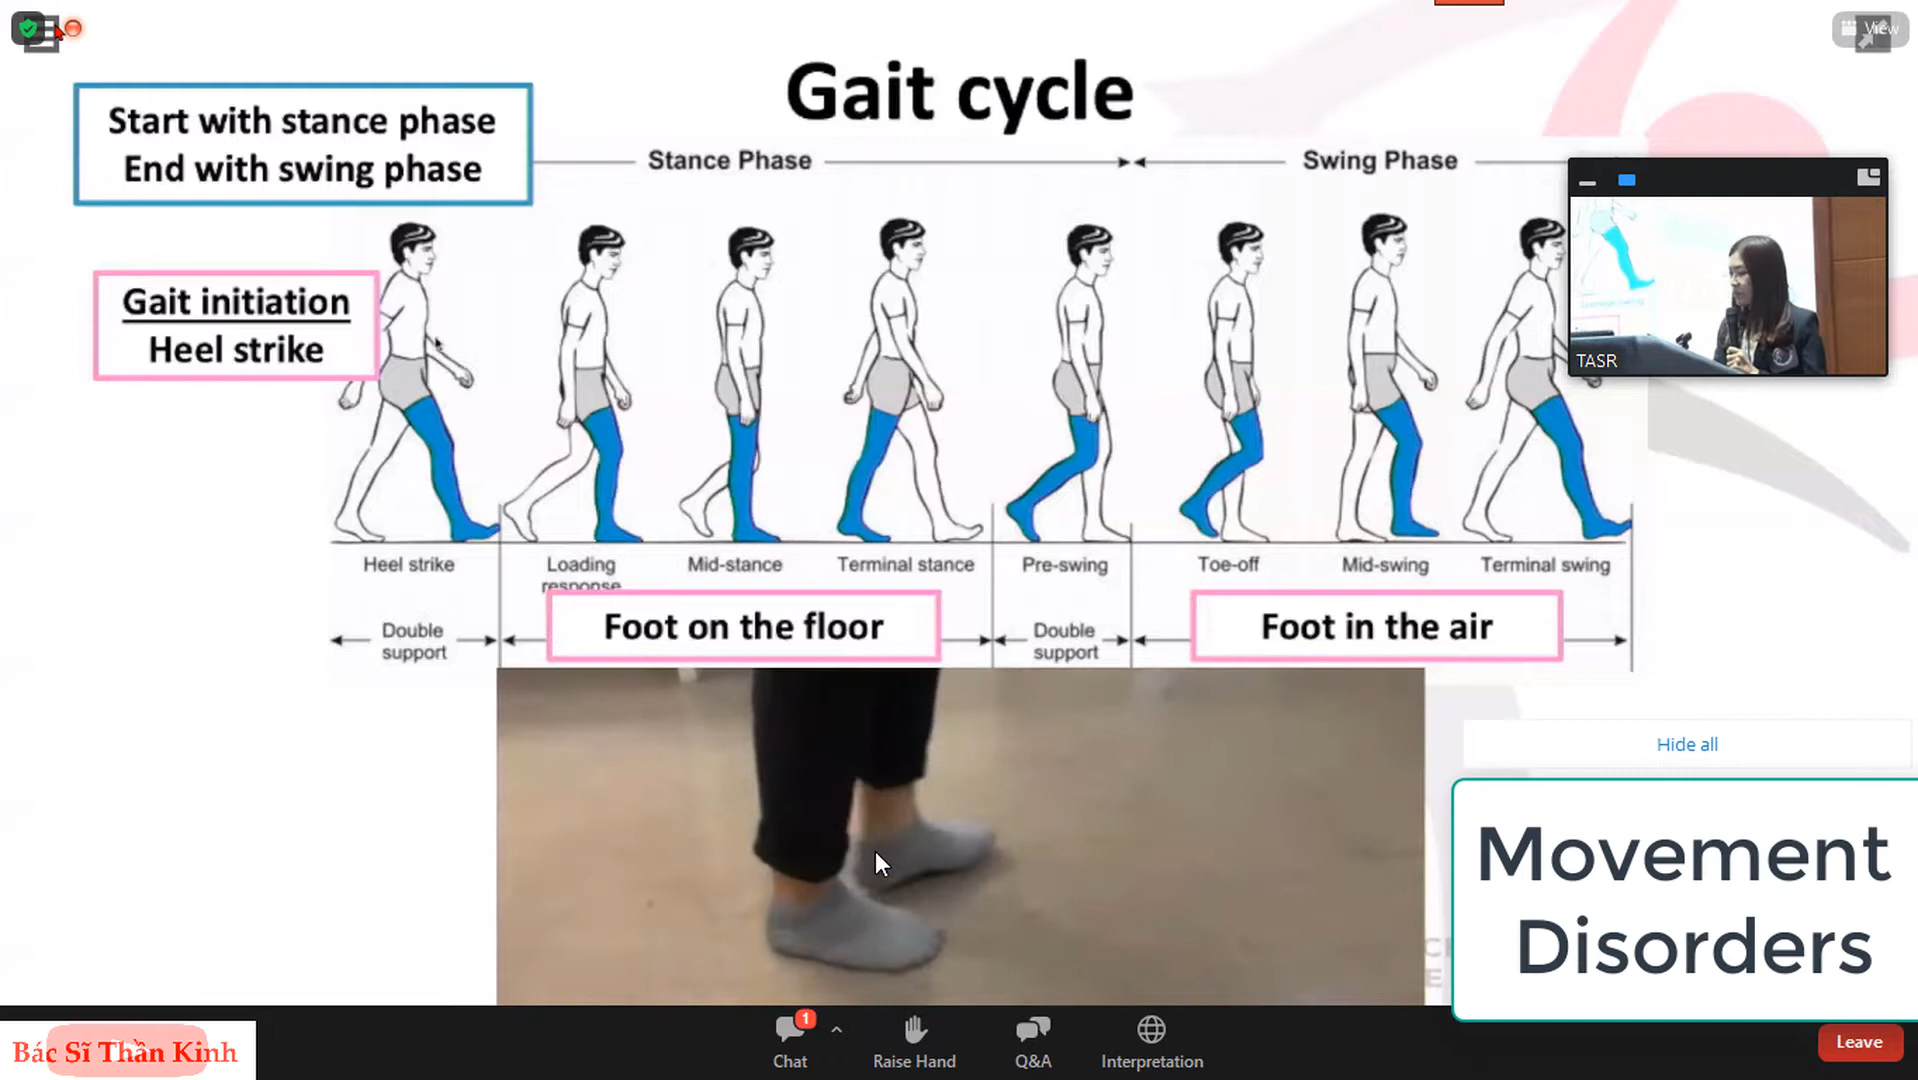 View
Gait cycle
Start with stance phase
End with swing phase
Stance Phase
Swing Phase
Gait initiation
Heel strike
TASR
Heel strike
Loading
response
Mid-stance
Terminal stance
Pre-swing
Toe-off
Mid-swing
Terminal swing
Double
support
Foot on the floor
Double
support
Foot in the air
Hide all
Movement
Disorders
Bác Sĩ Thần Kinh
1
Chat
Raise Hand
Q&A
Interpretation
Leave